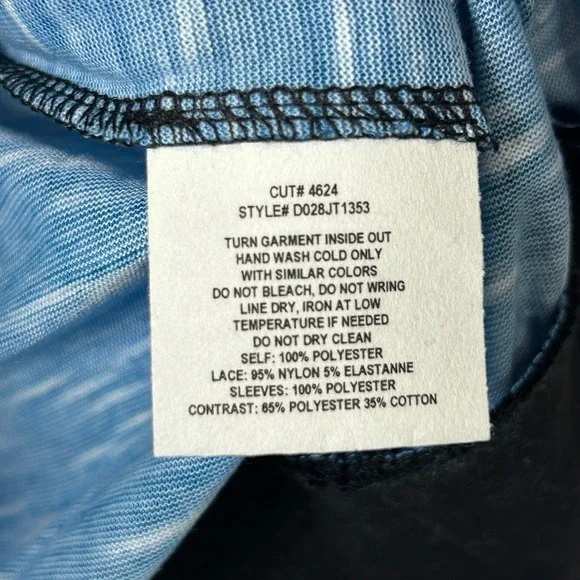 CUT# 4624
STYLE# D028JT1353
TURN GARMENT INSIDE OUT
HAND WASH COLD ONLY
WITH SIMILAR COLORS
DO NOT BLEACH, DO NOT WRING
LINE DRY, IRON AT LOW
TEMPERATURE IF NEEDED
DO NOT DRY CLEAN
SELF: 100% POLYESTER
LACE: 95% NYLON 5% ELASTANNE
SLEEVES: 100% POLYESTER
CONTRAST: 65% POLYESTER 35% COTTON